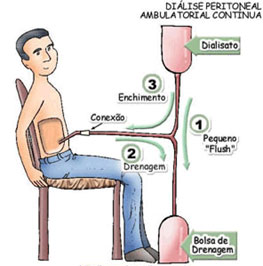 DIÁLISE PERITONEAL
AMBULATORIAL CONTÍNUA
Dialisato
3
Enchimento
Conexão
1
Pequeno
"Flush"
2
Drenagem
Bolsa de
Drenagem